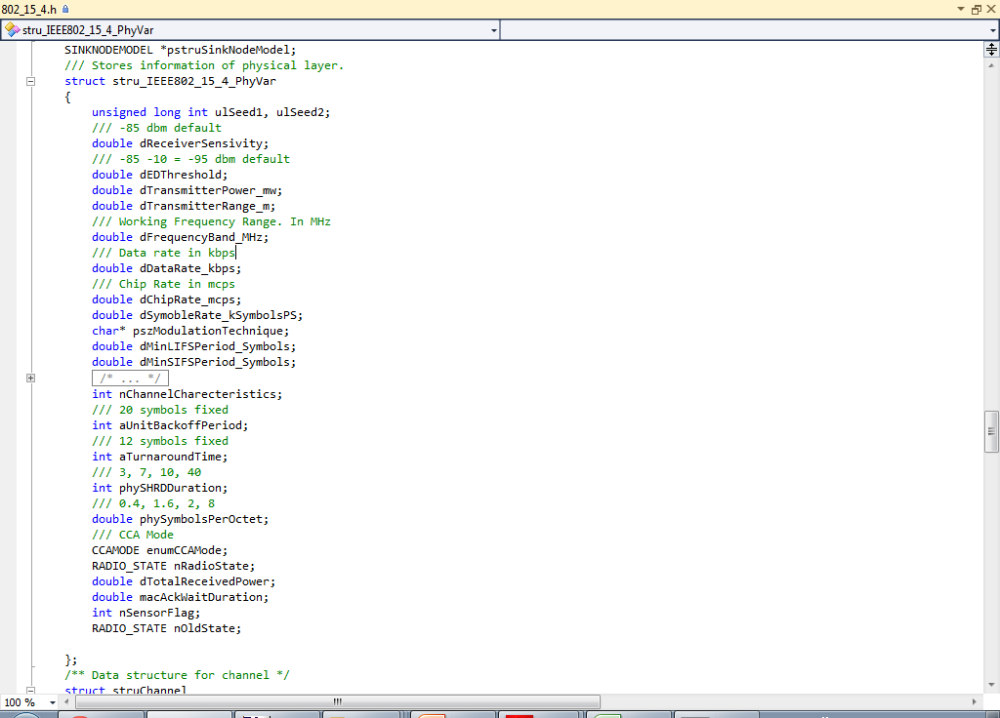 802_15_4.h
stru_IEEE802_15_4_PhyVar
SINKNODEMODEL *pstruSinkNodeModel;
/// Stores information of physical layer.
struct stru_IEEE802_15_4_PhyVar
{
unsigned long int ulSeed1, ulSeed2;
/// -85 dbm default
double dReceiverSensivity;
/// -85 -10 = -95 dbm default
double dEDThreshold;
double dTransmitterPower_mw;
double dTransmitterRange_m;
/// Working Frequency Range. In MHz
double dFrequencyBand_MHz;
/// Data rate in kbps
double dDataRate_kbps;
/// Chip Rate in mcps
double dChipRate_mcps;
double dSymobleRate_kSymbolsPS;
char* pszModulationTechnique;
double dMinLIFSPeriod_Symbols;
double dMinSIFSPeriod_Symbols;
/* ... */
int nChannelCharecteristics;
/// 20 symbols fixed
int aUnitBackoffPeriod;
/// 12 symbols fixed
int aTurnaroundTime;
/// 3, 7, 10, 40
int phySHRDDuration;
/// 0.4, 1.6, 2, 8
double phySymbolsPerOctet;
/// CCA Mode
CCAMODE enumCCAMode;
RADIO_STATE nRadioState;
double dTotalReceivedPower;
double macAckWaitDuration;
int nSensorFlag;
RADIO_STATE nOldState;
};
/** Data structure for channel */
struct struChannel
100 %